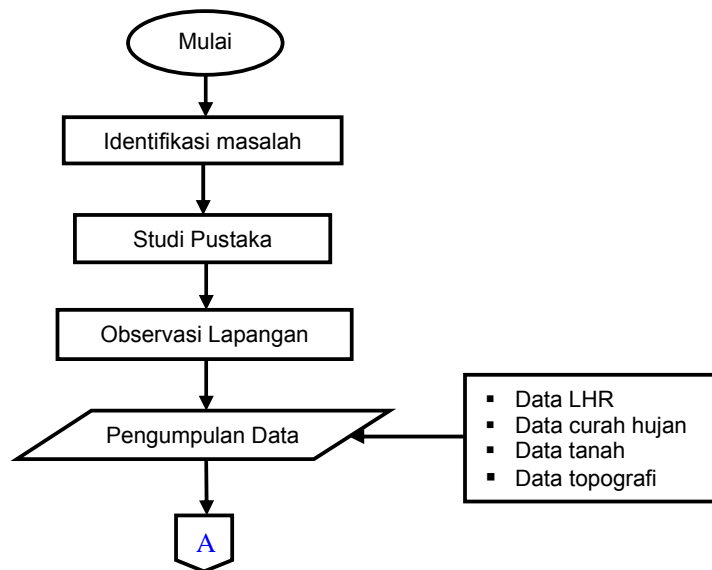 Mulai
Identifikasi masalah
Studi Pustaka
Observasi Lapangan
Pengumpulan Data
▪ Data LHR
▪ Data curah hujan
▪ Data tanah
▪ Data topografi
A